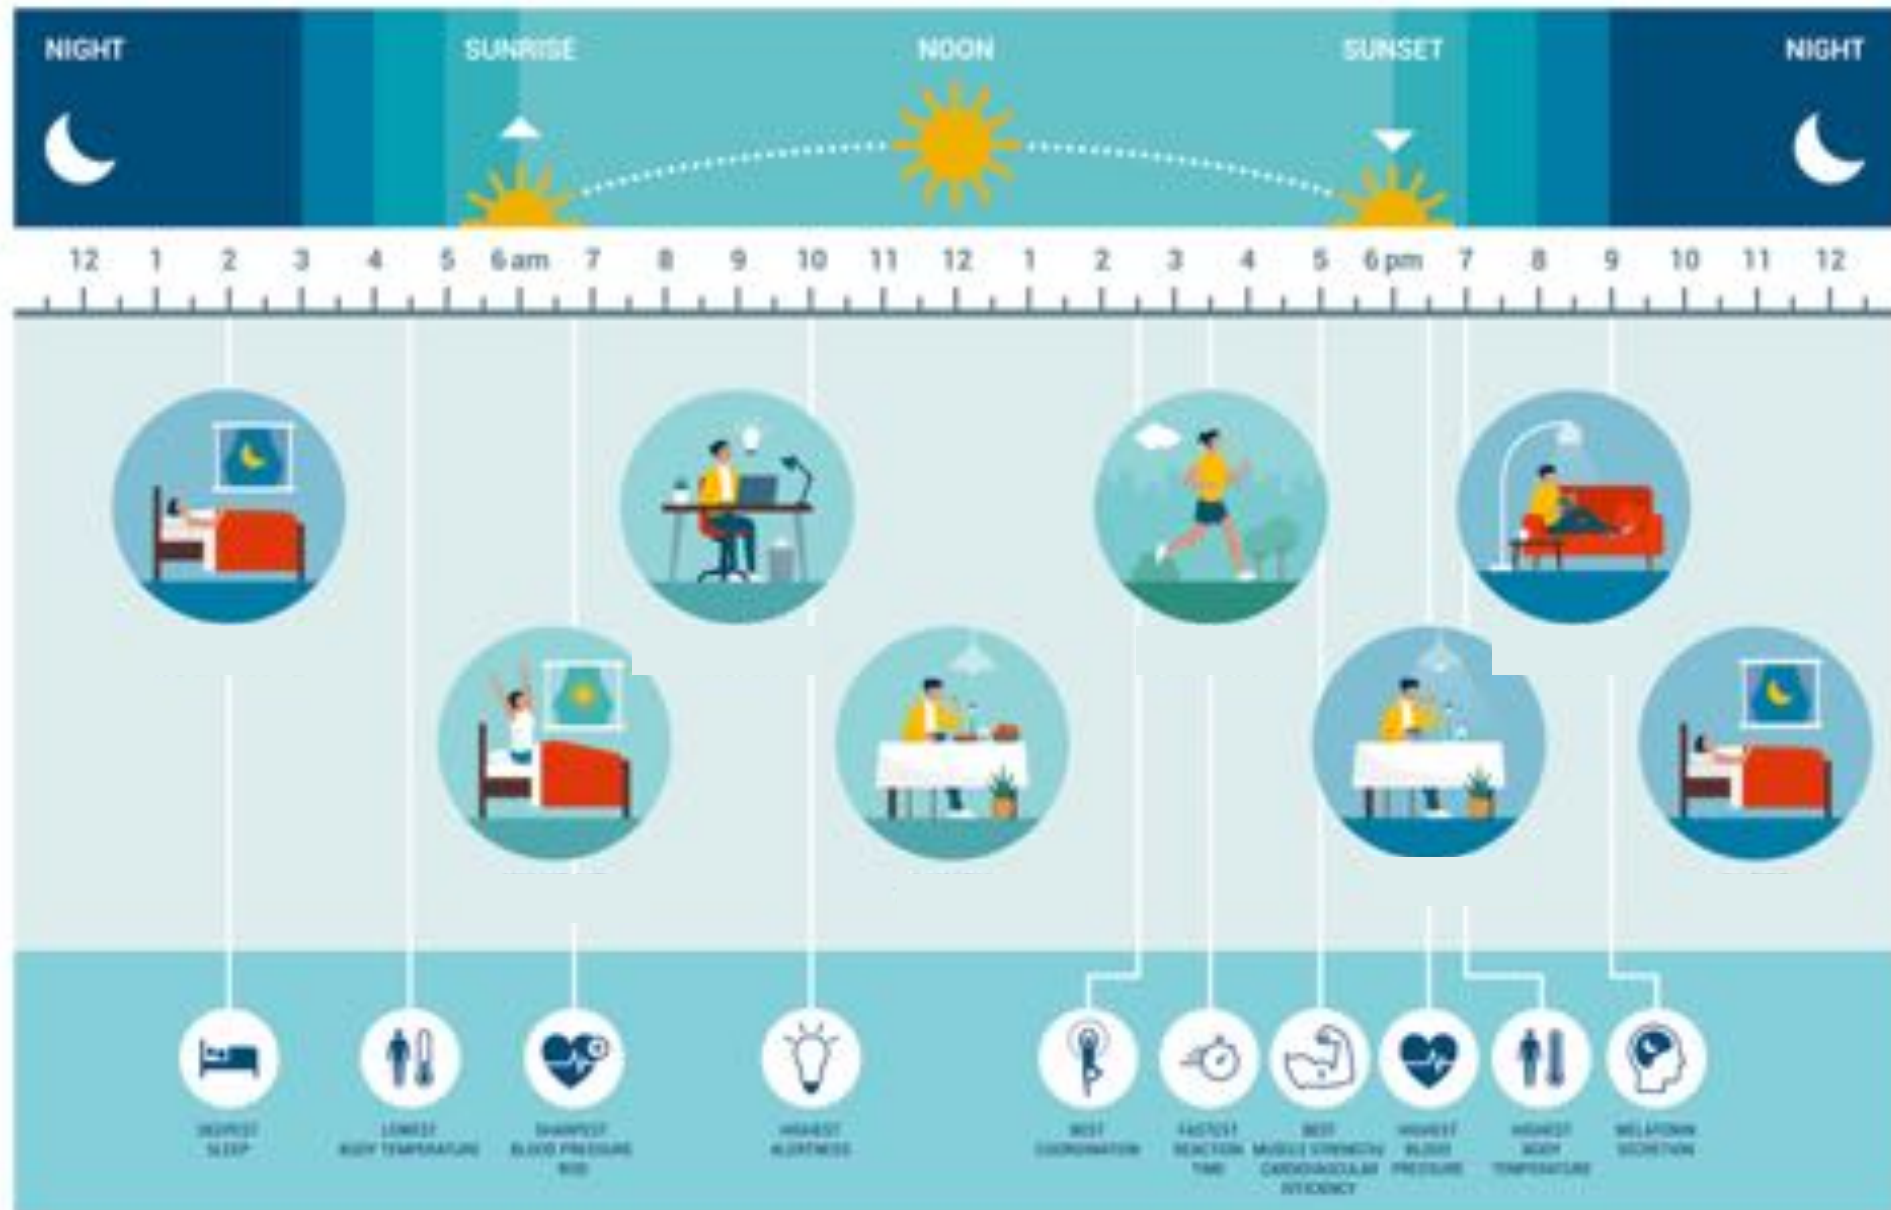 NIGHT SUNRISE NOON SUNSET NIGHT
12 1 2 3 4 5 6 am 7 8 9 10 11 12 1 2 3 4 5 6 pm 7 8 9 10 11 12
DEEPEST
SLEEP
LOWEST
BODY TEMPERATURE
SHARPEST
BLOOD PRESSURE
HIGHEST
ALERTNESS
BEST
COORDINATION
FASTEST
REACTION
TIME
BEST
MUSCLE STRENGTH/
CARDIOVASCULAR
EFFICIENCY
HIGHEST
BLOOD
PRESSURE
HIGHEST
BODY
TEMPERATURE
MELATONIN
SECRETION